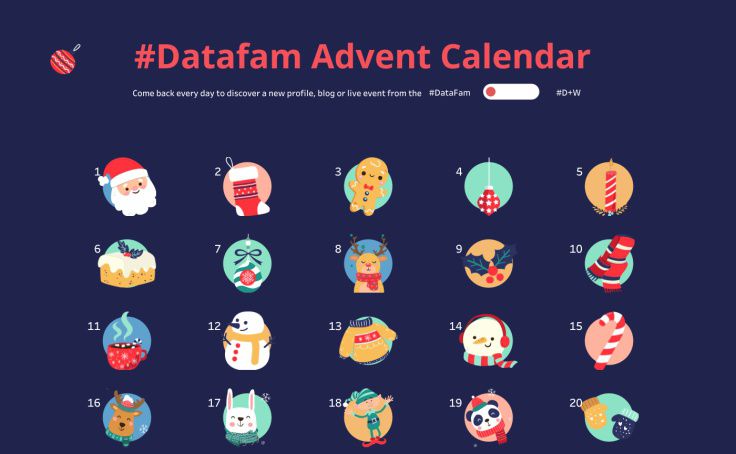 #Datafam Advent Calendar
Come back every day to discover a new profile, blog or live event from the #DataFam #D+W
1 2 3 4 5
6 7 8 9 10
11 12 13 14 15
16 17 18 19 20